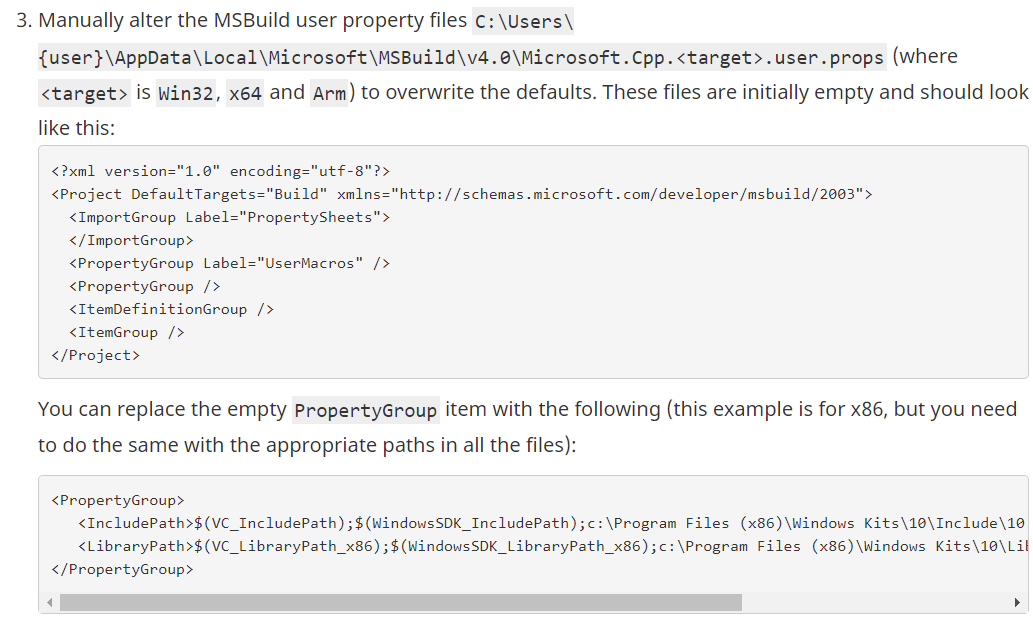 3. Manually alter the MSBuild user property files C:\Users\
{user}\AppData\Local\Microsoft\MSBuild\v4.0\Microsoft.Cpp.<target>.user.props (where
<target> is Win32, x64 and Arm) to overwrite the defaults. These files are initially empty and should look
like this:
<?xml version="1.0" encoding="utf-8"?>
<Project DefaultTargets="Build" xmlns="http://schemas.microsoft.com/developer/msbuild/2003">
  <ImportGroup Label="PropertySheets">
  </ImportGroup>
  <PropertyGroup Label="UserMacros" />
  <PropertyGroup />
  <ItemDefinitionGroup />
  <ItemGroup />
</Project>
You can replace the empty PropertyGroup item with the following (this example is for x86, but you need
to do the same with the appropriate paths in all the files):
<PropertyGroup>
   <IncludePath>$(VC_IncludePath);$(WindowsSDK_IncludePath);c:\Program Files (x86)\Windows Kits\10\Include\10
   <LibraryPath>$(VC_LibraryPath_x86);$(WindowsSDK_LibraryPath_x86);c:\Program Files (x86)\Windows Kits\10\Lib
</PropertyGroup>